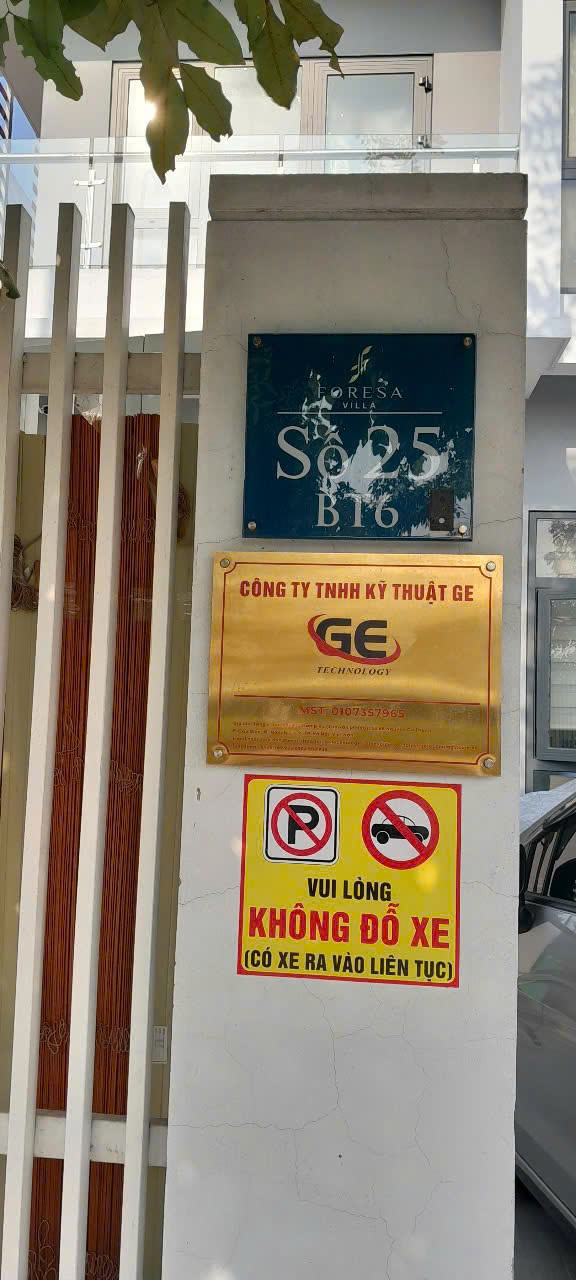 FORESA
VILLA
Số 25
B16
CÔNG TY TNHH KỸ THUẬT GE
GE
TECHNOLOGY
MST: 0107357965
P
VUI LÒNG
KHÔNG ĐỖ XE
(CÓ XE RA VÀO LIÊN TỤC)